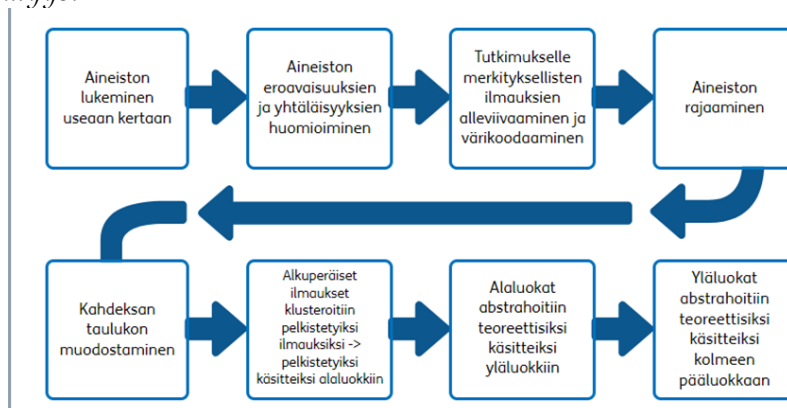 Aineiston
lukeminen
useaan kertaan
Aineiston
eroavaisuuksien
ja yhtäläisyyksien
huomioiminen
Tutkimukselle
merkityksellisten
ilmauksien
alleviivaaminen ja
värikoodaaminen
Aineiston
rajaaminen
Kahdeksan
taulukon
muodostaminen
Alkuperäiset
ilmaukset
klusteroitiin
pelkistetyiksi
ilmauksiksi ->
pelkistetyiksi
käsitteiksi alaluokkiin
Alaluokat
abstrahoitiin
teoreettisiksi
käsitteiksi
yläluokkiin
Yläluokat
abstrahoitiin
teoreettisiksi
käsitteiksi
kolmeen
pääluokkaan